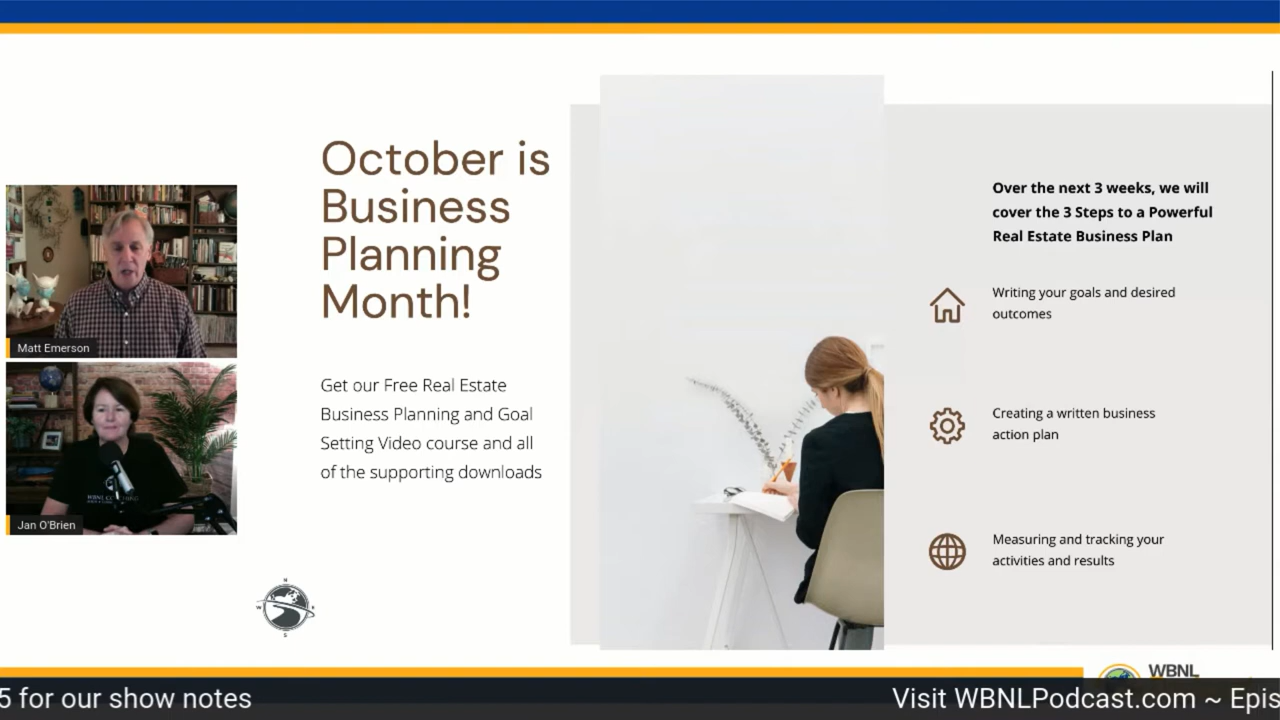 October is
Business
Planning
Month!
Get our Free Real Estate
Business Planning and Goal
Setting Video course and all
of the supporting downloads
Over the next 3 weeks, we will
cover the 3 Steps to a Powerful
Real Estate Business Plan
Writing your goals and desired
outcomes
Creating a written business
action plan
Measuring and tracking your
activities and results
Matt Emerson
Jan O'Brien
N
W
E
S
WBNL
5 for our show notes
Visit WBNLPodcast.com ~ Epis